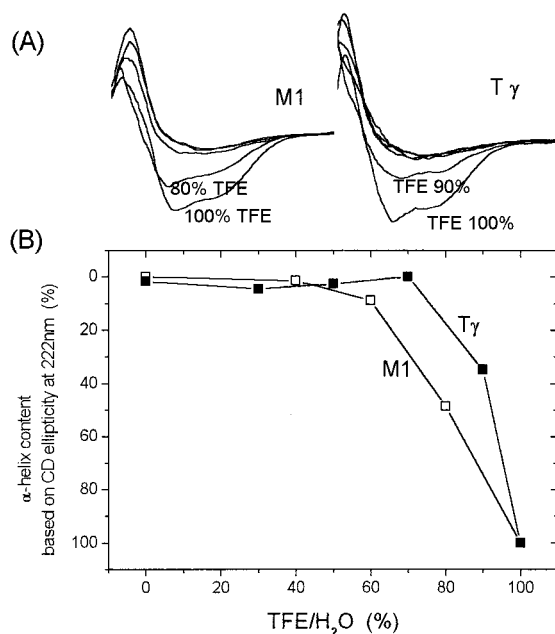 (A)
M1
T γ
80% TFE
100% TFE
TFE 90%
TFE 100%
(B)
0
20
40
60
80
100
α-helix content
based on CD ellipticity at 222nm (%)
Tγ
M1
0
20
40
60
80
100
TFE/H₂O (%)